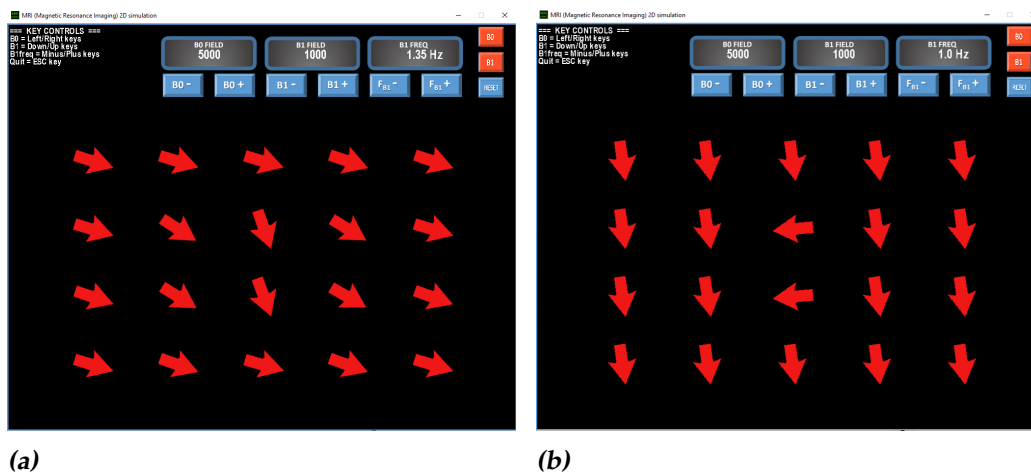 MRI (Magnetic Resonance Imaging) 2D simulation
=== KEY CONTROLS ===
B0 = Left/Right keys
B1 = Down/Up keys
B1freq = Minus/Plus keys
Quit = ESC key
B0 FIELD
5000
B1 FIELD
1000
B1 FREQ
1.35 Hz
B0
B1
RESET
B0 - B0 + B1 - B1 + FB1 - FB1 +
(a)
MRI (Magnetic Resonance Imaging) 2D simulation
=== KEY CONTROLS ===
B0 = Left/Right keys
B1 = Down/Up keys
B1freq = Minus/Plus keys
Quit = ESC key
B0 FIELD
5000
B1 FIELD
1000
B1 FREQ
1.0 Hz
B0
B1
RESET
B0 - B0 + B1 - B1 + FB1 - FB1 +
(b)